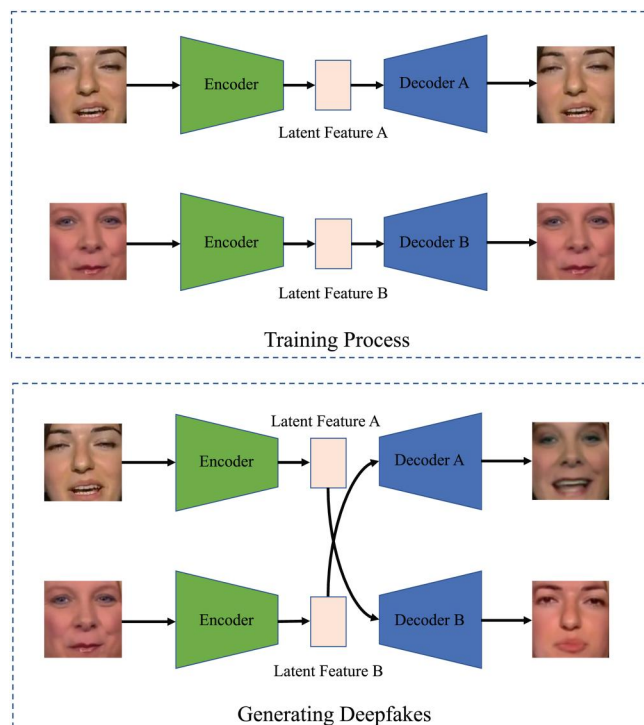 Encoder
Decoder A
Latent Feature A
Encoder
Decoder B
Latent Feature B
Training Process
Latent Feature A
Encoder
Decoder A
Encoder
Decoder B
Latent Feature B
Generating Deepfakes